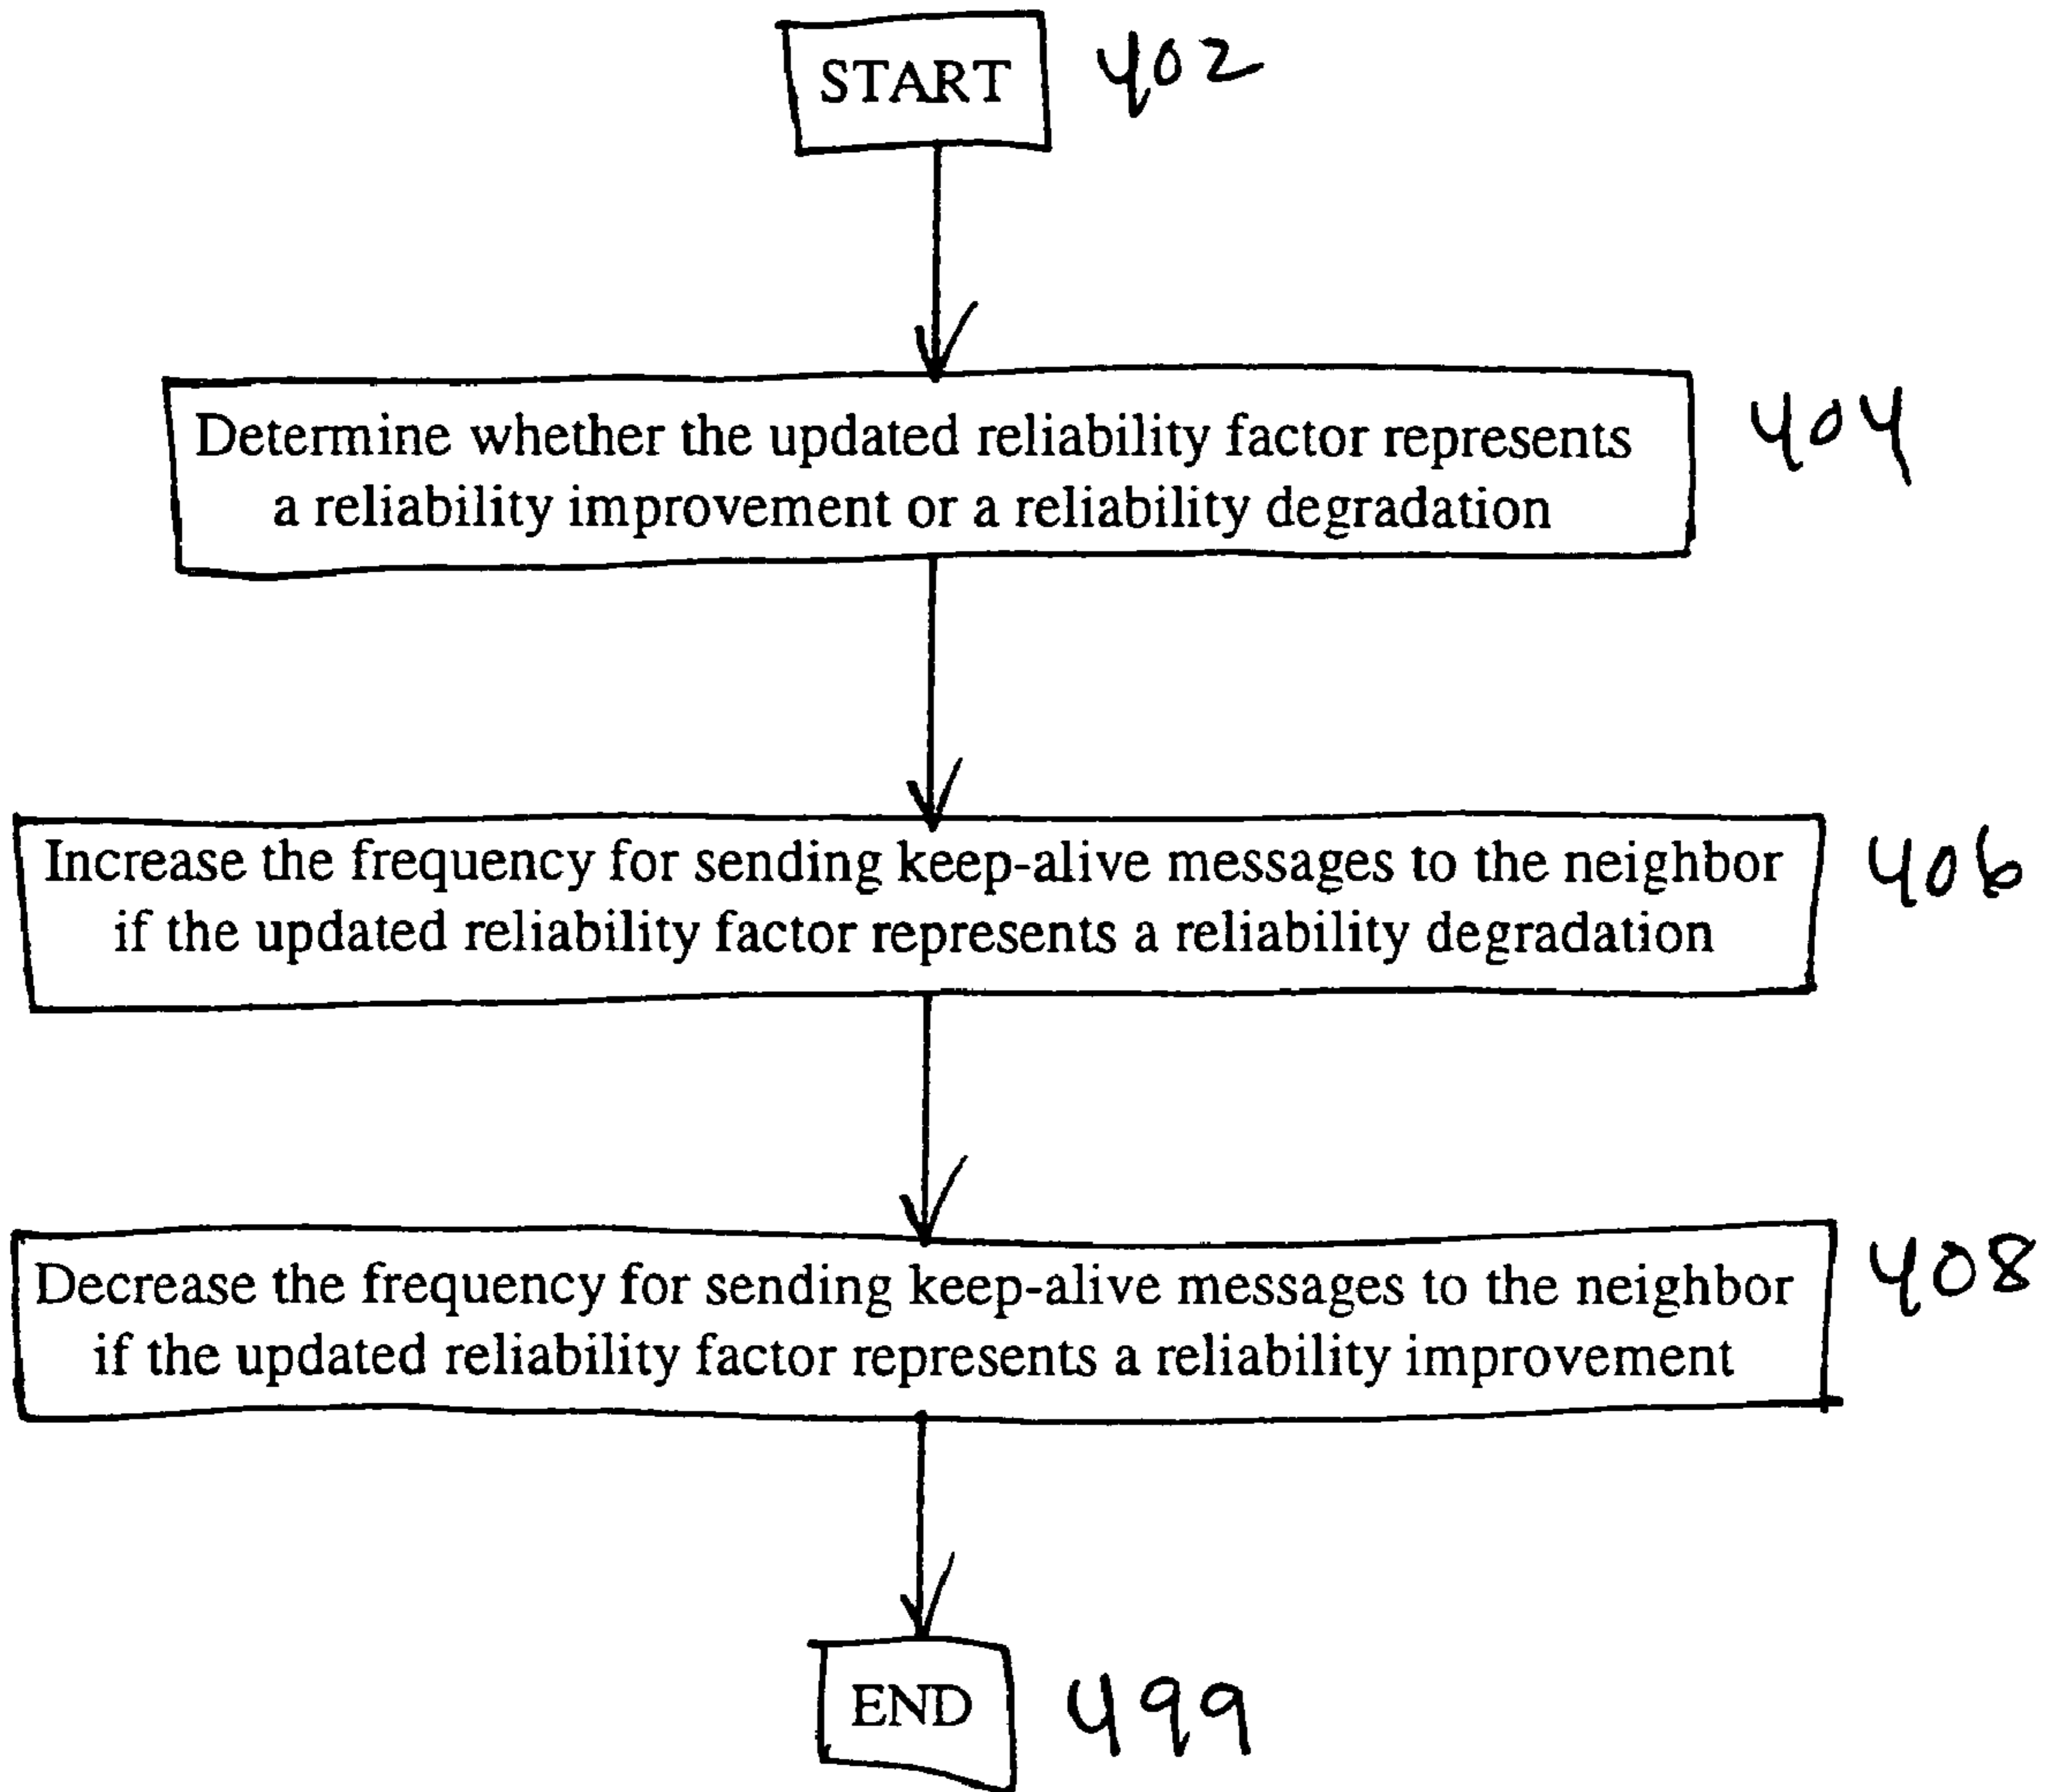 START 402
Determine whether the updated reliability factor represents 404
a reliability improvement or a reliability degradation
Increase the frequency for sending keep-alive messages to the neighbor 406
if the updated reliability factor represents a reliability degradation
Decrease the frequency for sending keep-alive messages to the neighbor 408
if the updated reliability factor represents a reliability improvement
END 499